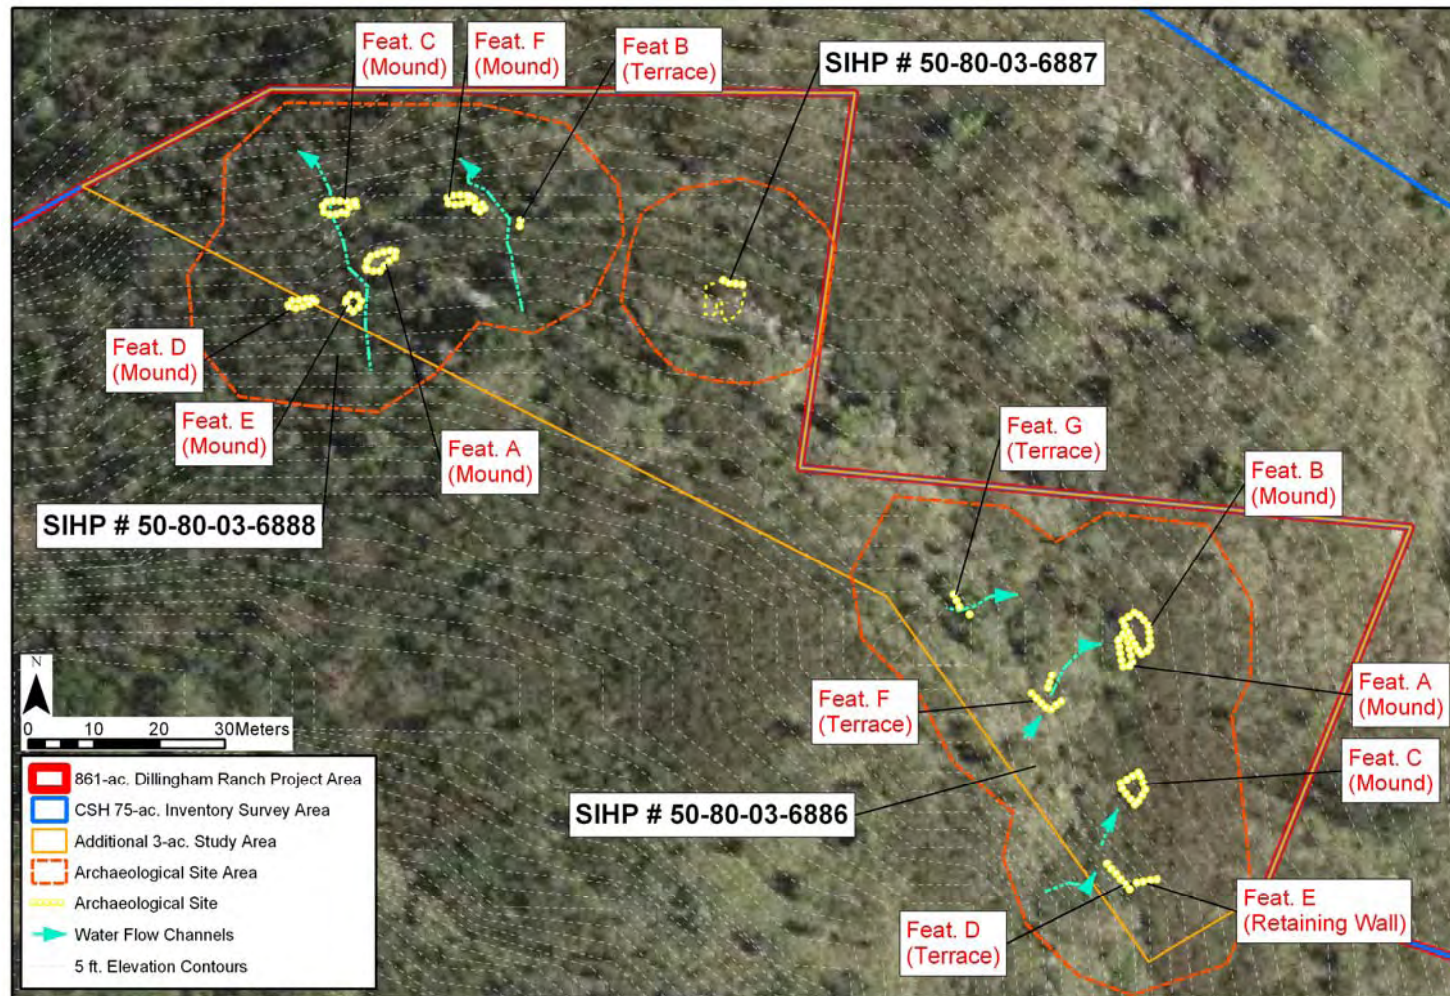 Feat. C
(Mound)
Feat. F
(Mound)
Feat B
(Terrace)
SIHP # 50-80-03-6887
Feat. D
(Mound)
Feat. E
(Mound)
Feat. A
(Mound)
SIHP # 50-80-03-6888
Feat. G
(Terrace)
Feat. B
(Mound)
Feat. A
(Mound)
Feat. F
(Terrace)
Feat. C
(Mound)
SIHP # 50-80-03-6886
Feat. E
(Retaining Wall)
Feat. D
(Terrace)
N
0 10 20 30 Meters
861-ac. Dillingham Ranch Project Area
CSH 75-ac. Inventory Survey Area
Additional 3-ac. Study Area
Archaeological Site Area
Archaeological Site
Water Flow Channels
5 ft. Elevation Contours